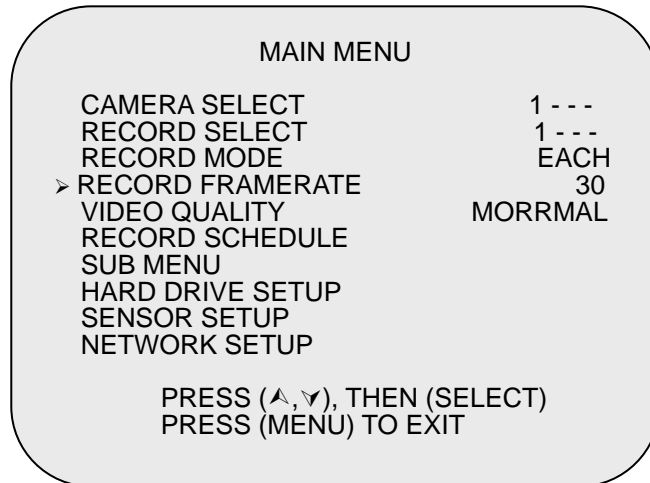 MAIN MENU
CAMERA SELECT 1 - - -
RECORD SELECT 1 - - -
RECORD MODE EACH
➢ RECORD FRAMERATE 30
VIDEO QUALITY MORRMAL
RECORD SCHEDULE
SUB MENU
HARD DRIVE SETUP
SENSOR SETUP
NETWORK SETUP
PRESS (⮝,⮟), THEN (SELECT)
PRESS (MENU) TO EXIT